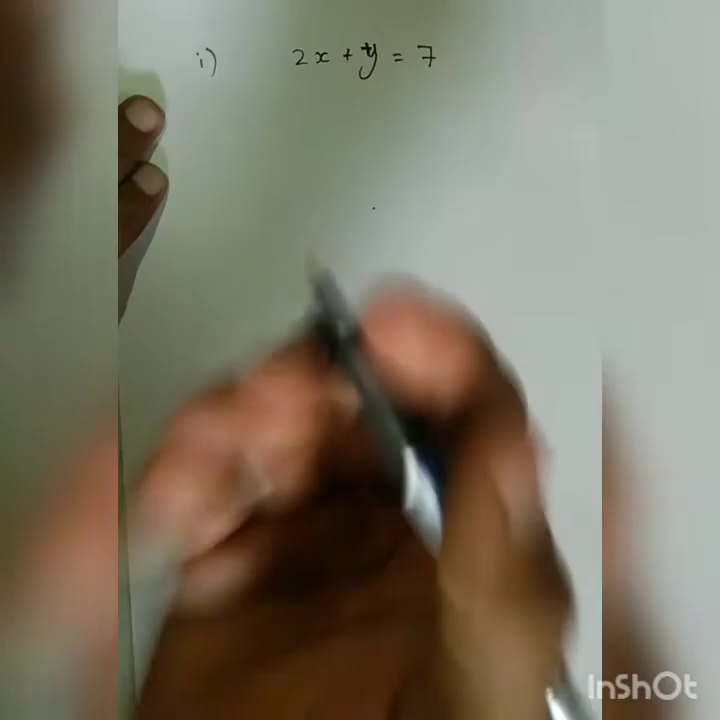 i) 2x + y = 7
InShOt